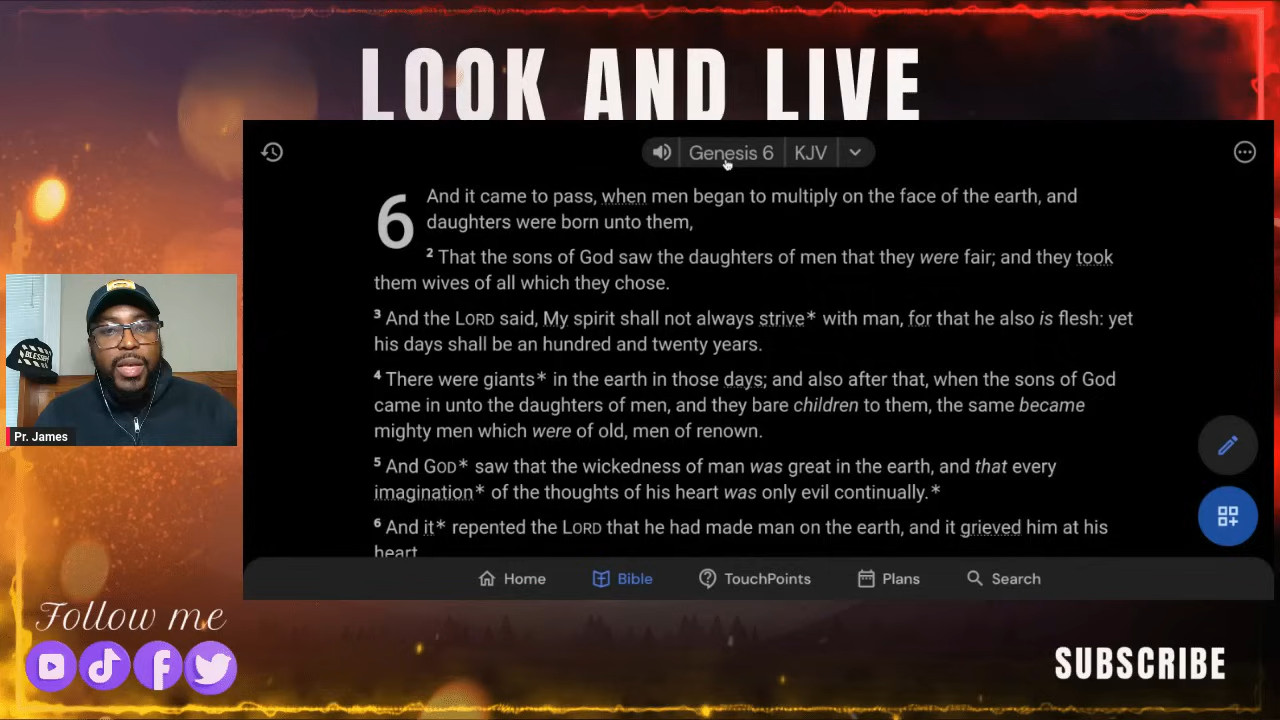 LOOK AND LIVE
Genesis 6 KJV
6 And it came to pass, when men began to multiply on the face of the earth, and
daughters were born unto them,
2 That the sons of God saw the daughters of men that they were fair; and they took
them wives of all which they chose.
3 And the LORD said, My spirit shall not always strive* with man, for that he also is flesh: yet
his days shall be an hundred and twenty years.
4 There were giants* in the earth in those days; and also after that, when the sons of God
came in unto the daughters of men, and they bare children to them, the same became
mighty men which were of old, men of renown.
5 And GOD* saw that the wickedness of man was great in the earth, and that every
imagination* of the thoughts of his heart was only evil continually.*
6 And it* repented the LORD that he had made man on the earth, and it grieved him at his
heart
Home Bible TouchPoints Plans Search
BLESSED
Pr. James
Follow me
SUBSCRIBE